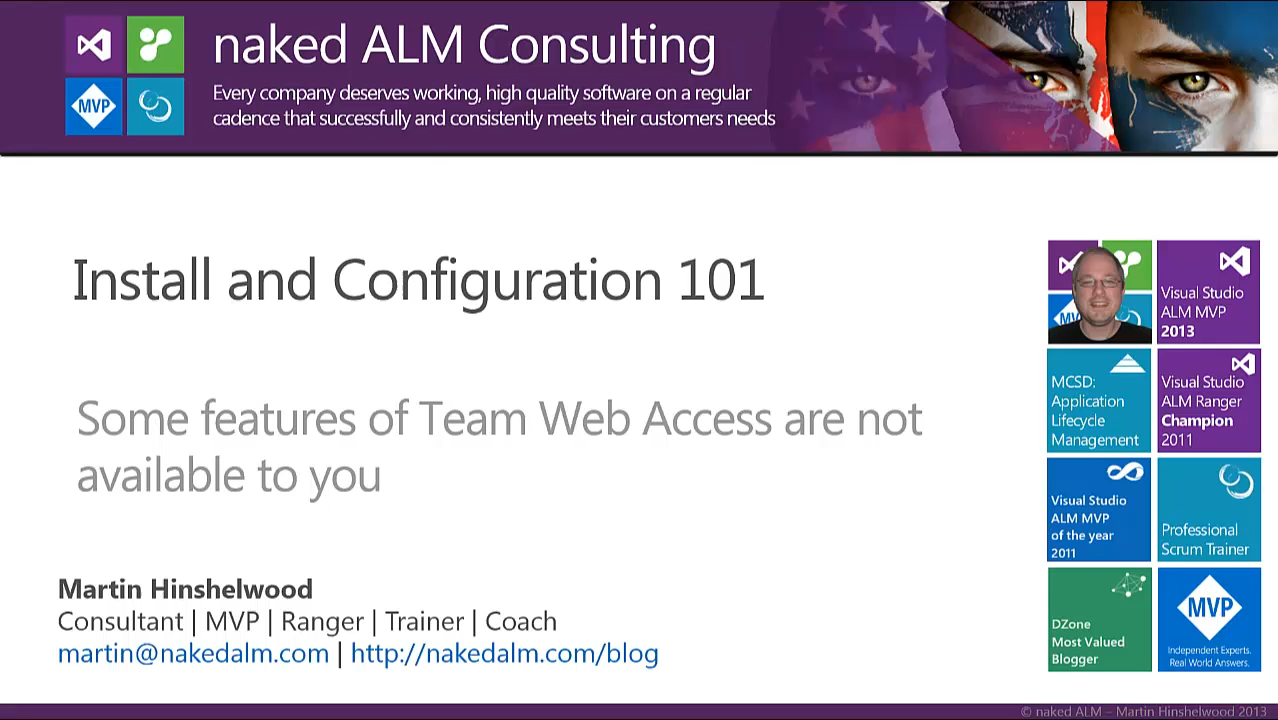 naked ALM Consulting
Every company deserves working, high quality software on a regular
cadence that successfully and consistently meets their customers needs
MVP
Install and Configuration 101
Some features of Team Web Access are not
available to you
Martin Hinshelwood
Consultant | MVP | Ranger | Trainer | Coach
martin@nakedalm.com | http://nakedalm.com/blog
MV
Visual Studio
ALM MVP
2013
MCSD:
Application
Lifecycle
Management
Visual Studio
ALM Ranger
Champion
2011
Visual Studio
ALM MVP
of the year
2011
Professional
Scrum Trainer
DZone
Most Valued
Blogger
MVP
Independent Experts.
Real World Answers.
© naked ALM – Martin Hinshelwood 2013